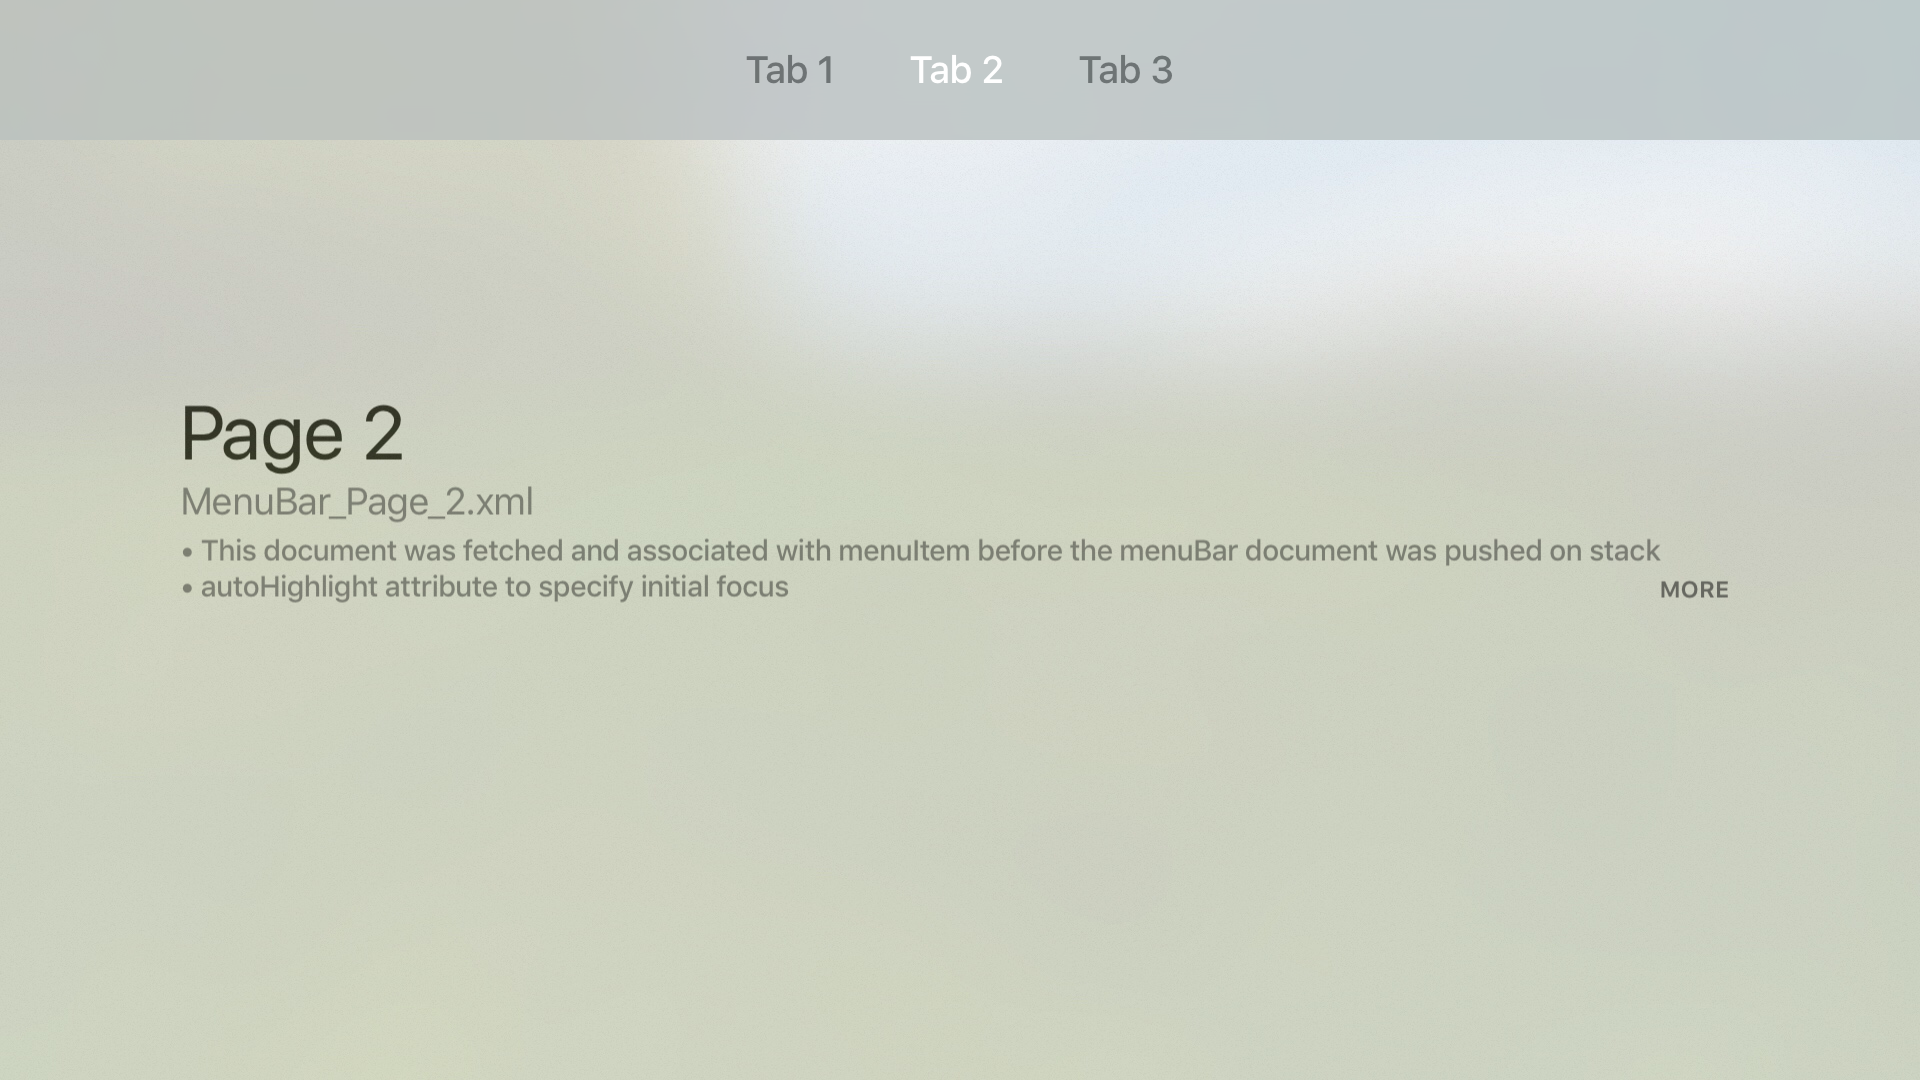 Tab 1 Tab 2 Tab 3
Page 2
MenuBar_Page_2.xml
• This document was fetched and associated with menuItem before the menuBar document was pushed on stack
• autoHighlight attribute to specify initial focus MORE